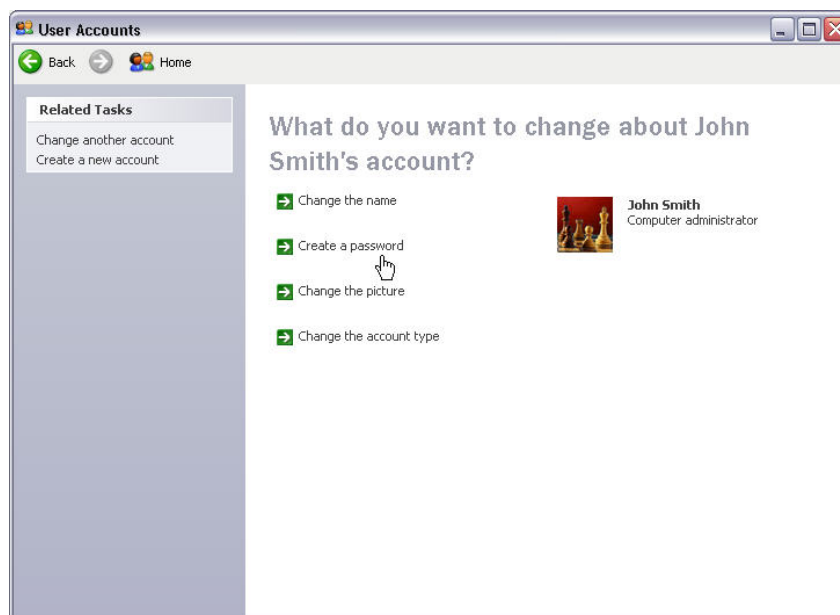 User Accounts
Back Home
Related Tasks
Change another account
Create a new account
What do you want to change about John
Smith's account?
Change the name
Create a password
Change the picture
Change the account type
John Smith
Computer administrator